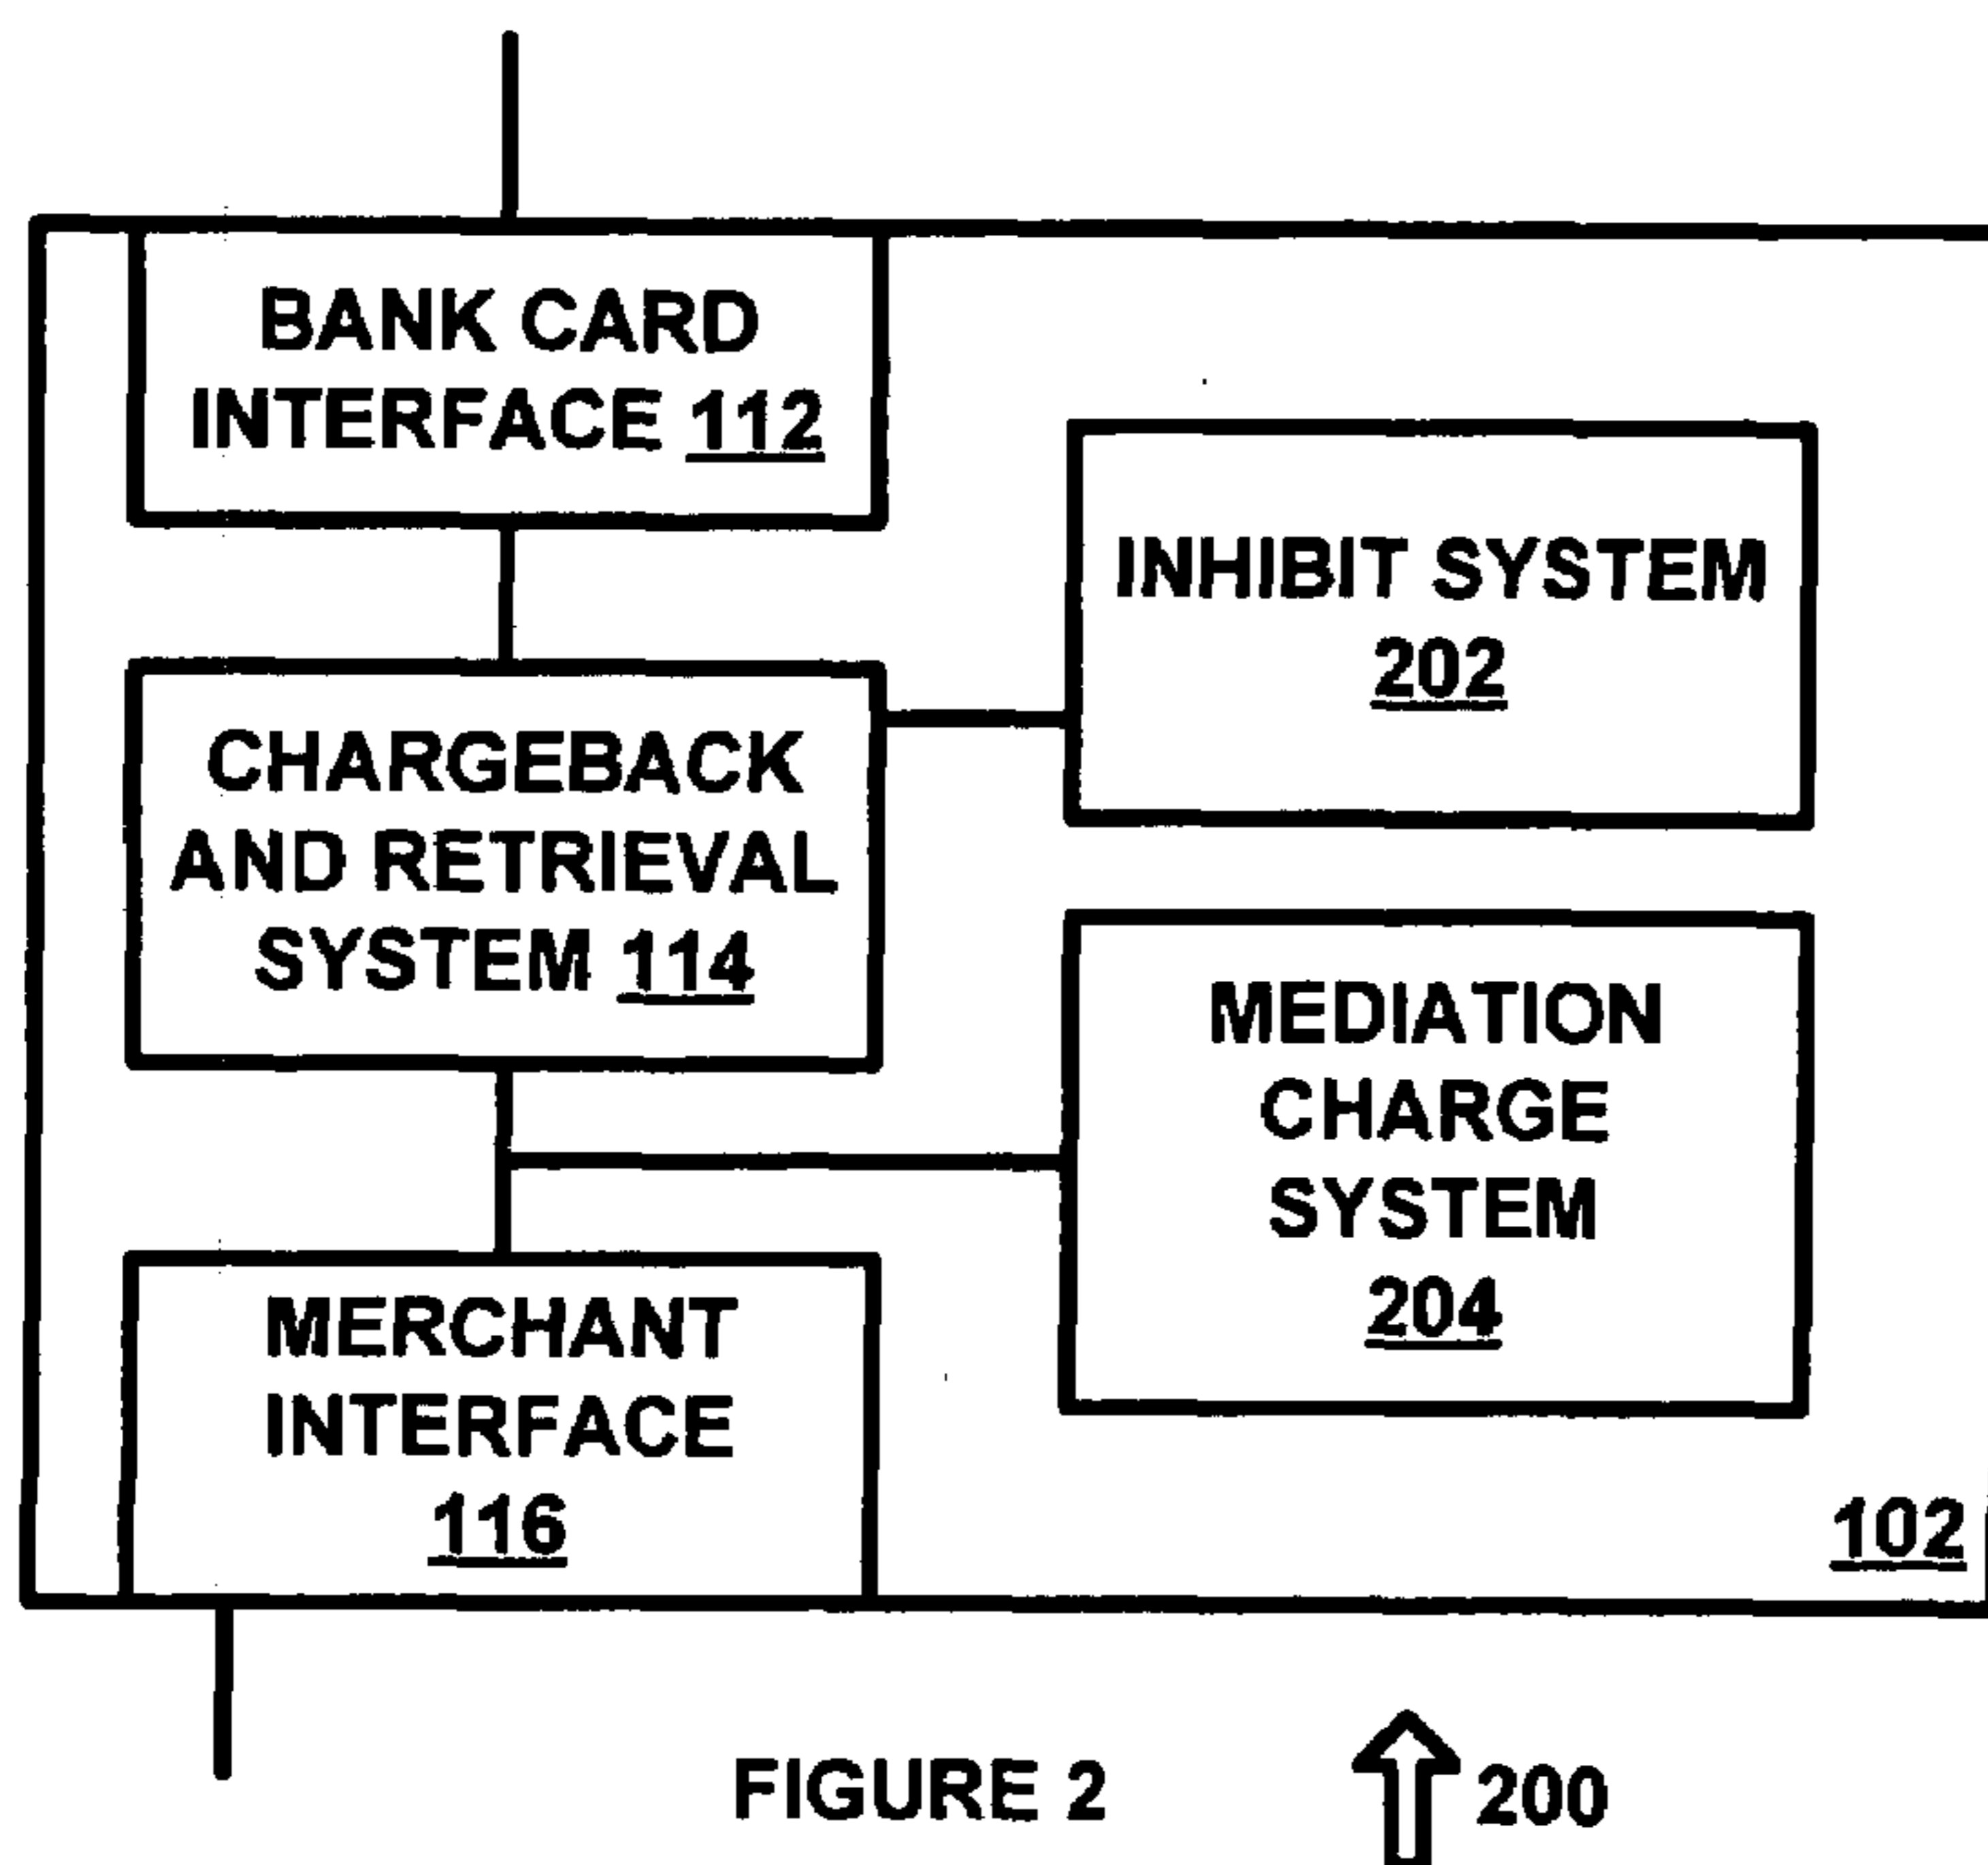 BANK CARD
INTERFACE 112
INHIBIT SYSTEM
202
CHARGEBACK
AND RETRIEVAL
SYSTEM 114
MEDIATION
CHARGE
SYSTEM
204
MERCHANT
INTERFACE
116
102
FIGURE 2
200